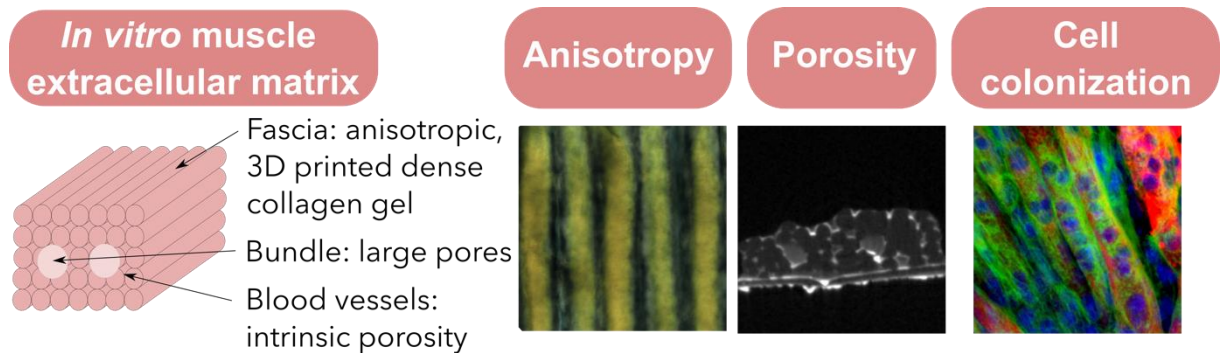 In vitro muscle
extracellular matrix
Anisotropy
Porosity
Cell
colonization
Fascia: anisotropic,
3D printed dense
collagen gel
Bundle: large pores
Blood vessels:
intrinsic porosity